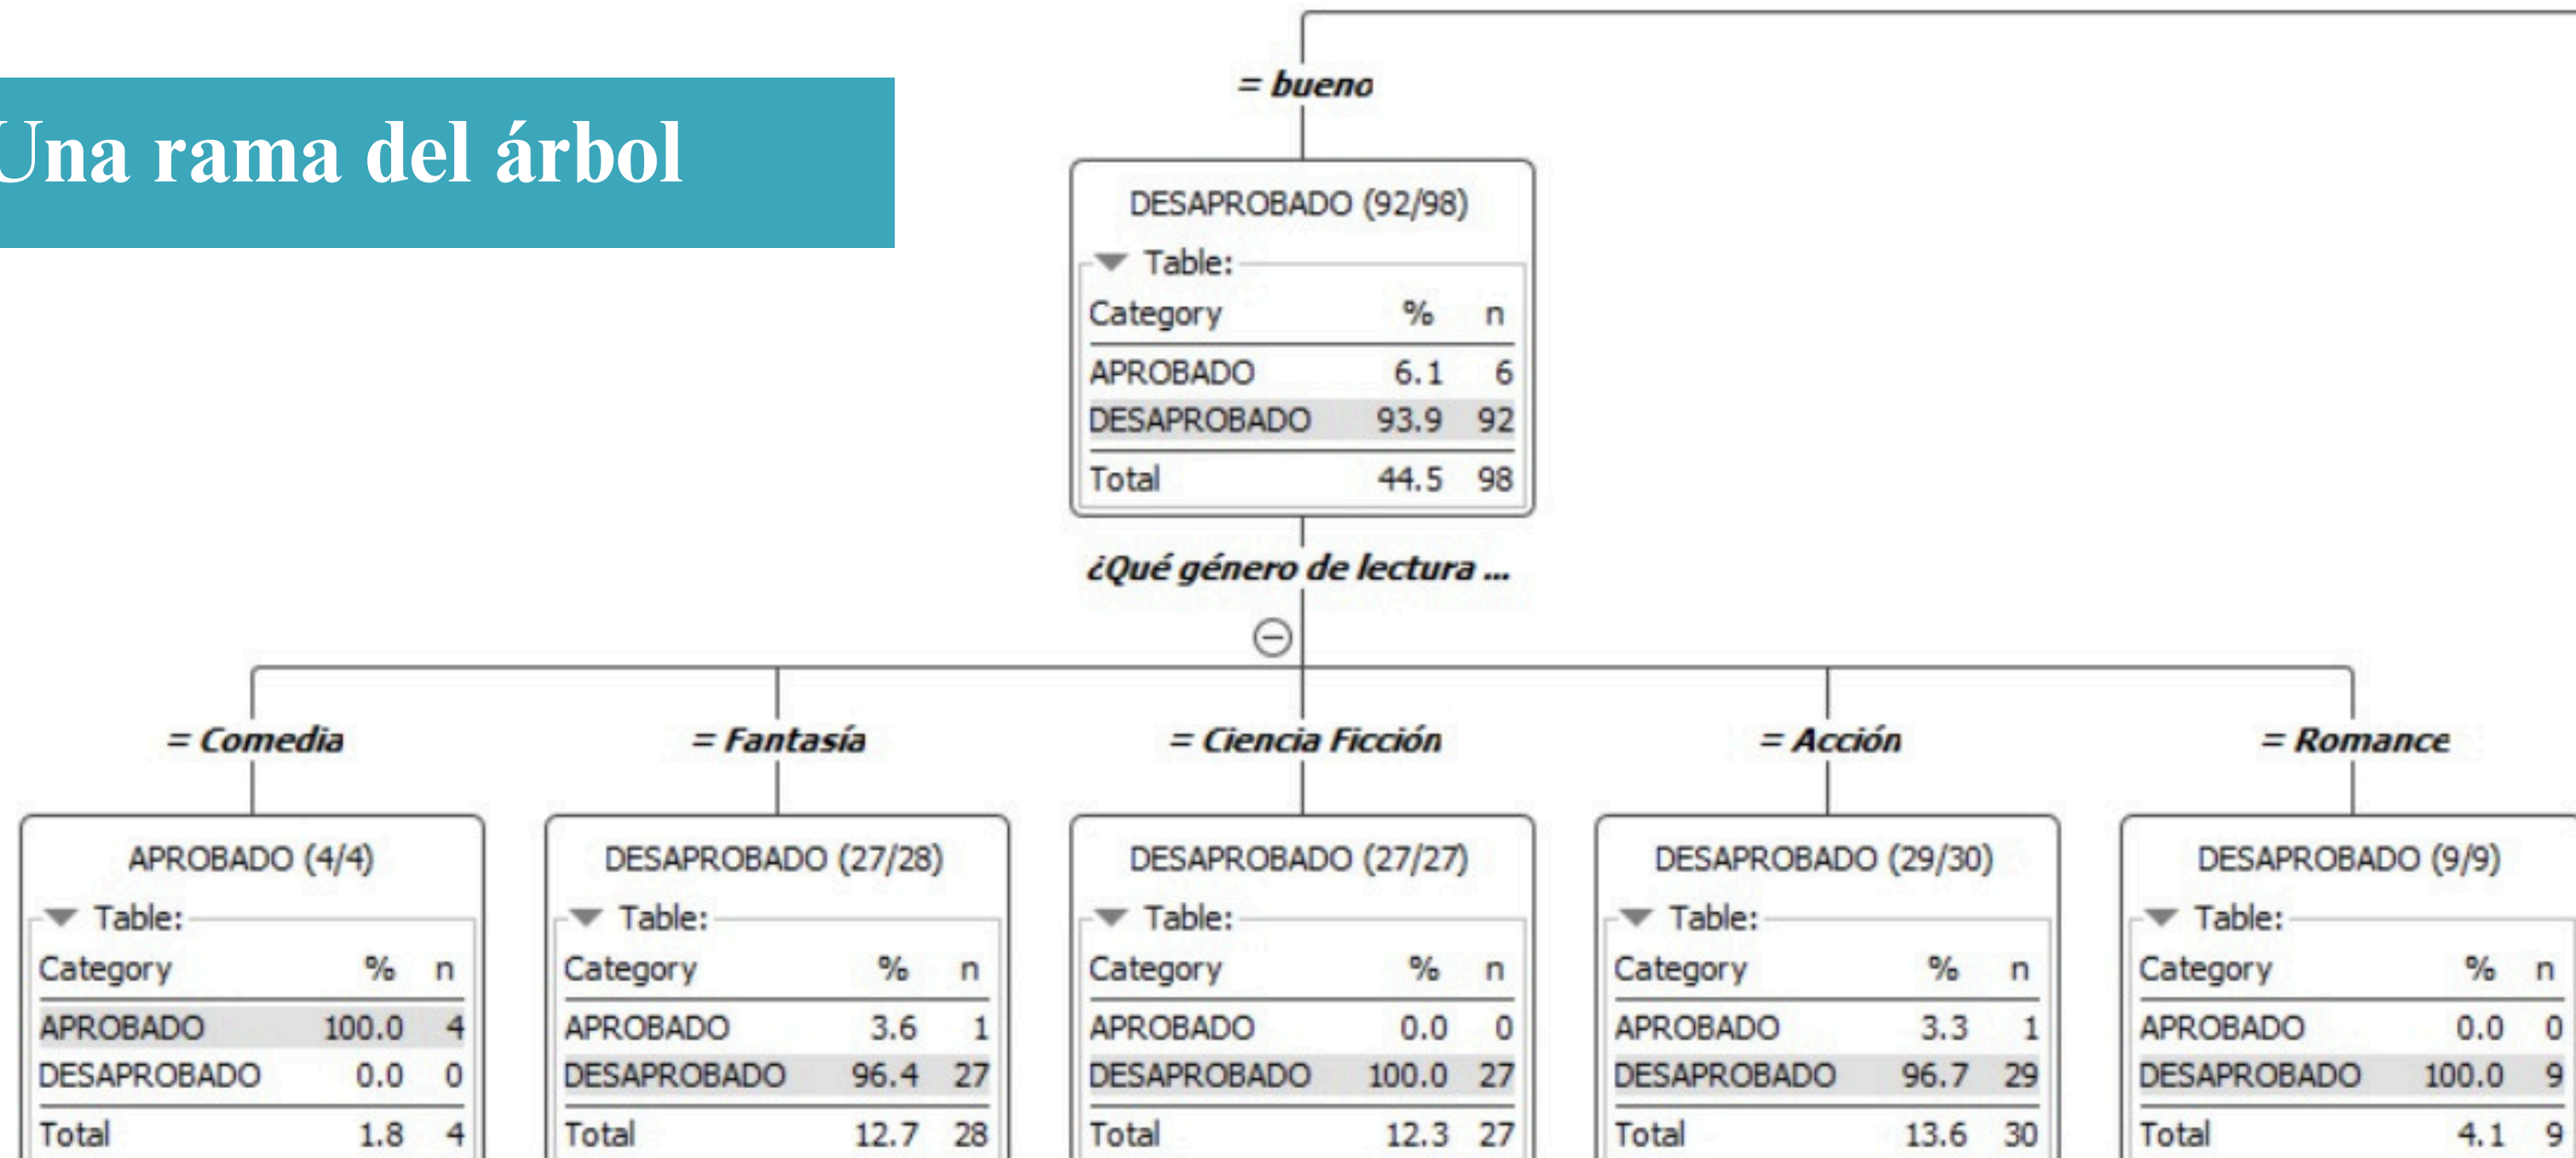 Una rama del árbol
= bueno
DESAPROBADO (92/98)
Table:
Category % n
APROBADO 6.1 6
DESAPROBADO 93.9 92
Total 44.5 98
¿Qué género de lectura ...
= Comedia
APROBADO (4/4)
Table:
Category % n
APROBADO 100.0 4
DESAPROBADO 0.0 0
Total 1.8 4
= Fantasía
DESAPROBADO (27/28)
Table:
Category % n
APROBADO 3.6 1
DESAPROBADO 96.4 27
Total 12.7 28
= Ciencia Ficción
DESAPROBADO (27/27)
Table:
Category % n
APROBADO 0.0 0
DESAPROBADO 100.0 27
Total 12.3 27
= Acción
DESAPROBADO (29/30)
Table:
Category % n
APROBADO 3.3 1
DESAPROBADO 96.7 29
Total 13.6 30
= Romance
DESAPROBADO (9/9)
Table:
Category % n
APROBADO 0.0 0
DESAPROBADO 100.0 9
Total 4.1 9